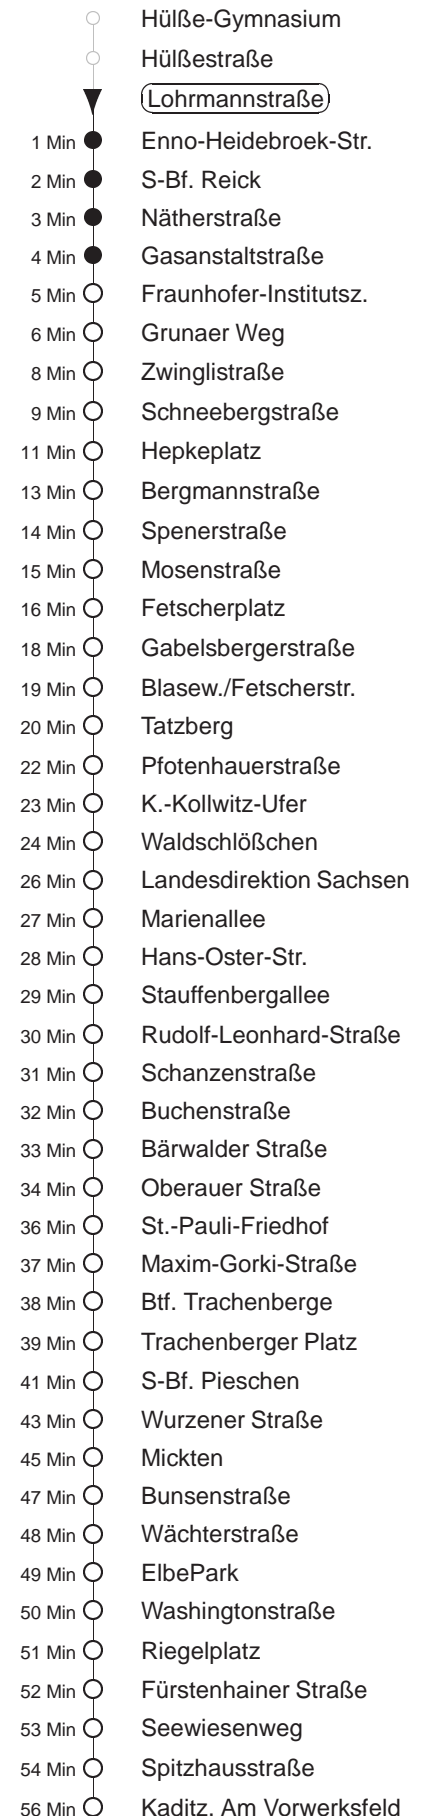 Hülße-Gymnasium
Hülßestraße
Lohrmannstraße
1 Min Enno-Heidebroek-Str.
2 Min S-Bf. Reick
3 Min Nätherstraße
4 Min Gasanstaltstraße
5 Min Fraunhofer-Institutsz.
6 Min Grunaer Weg
8 Min Zwinglistraße
9 Min Schneebergstraße
11 Min Hepkeplatz
13 Min Bergmannstraße
14 Min Spenerstraße
15 Min Mosenstraße
16 Min Fetscherplatz
18 Min Gabelsbergerstraße
19 Min Blasew./Fetscherstr.
20 Min Tatzberg
22 Min Pfotenhauerstraße
23 Min K.-Kollwitz-Ufer
24 Min Waldschlößchen
26 Min Landesdirektion Sachsen
27 Min Marienallee
28 Min Hans-Oster-Str.
29 Min Stauffenbergallee
30 Min Rudolf-Leonhard-Straße
31 Min Schanzenstraße
32 Min Buchenstraße
33 Min Bärwalder Straße
34 Min Oberauer Straße
36 Min St.-Pauli-Friedhof
37 Min Maxim-Gorki-Straße
38 Min Btf. Trachenberge
39 Min Trachenberger Platz
41 Min S-Bf. Pieschen
43 Min Wurzener Straße
45 Min Mickten
47 Min Bunsenstraße
48 Min Wächterstraße
49 Min ElbePark
50 Min Washingtonstraße
51 Min Riegelplatz
52 Min Fürstenhainer Straße
53 Min Seewiesenweg
54 Min Spitzhausstraße
56 Min Kaditz, Am Vorwerksfeld